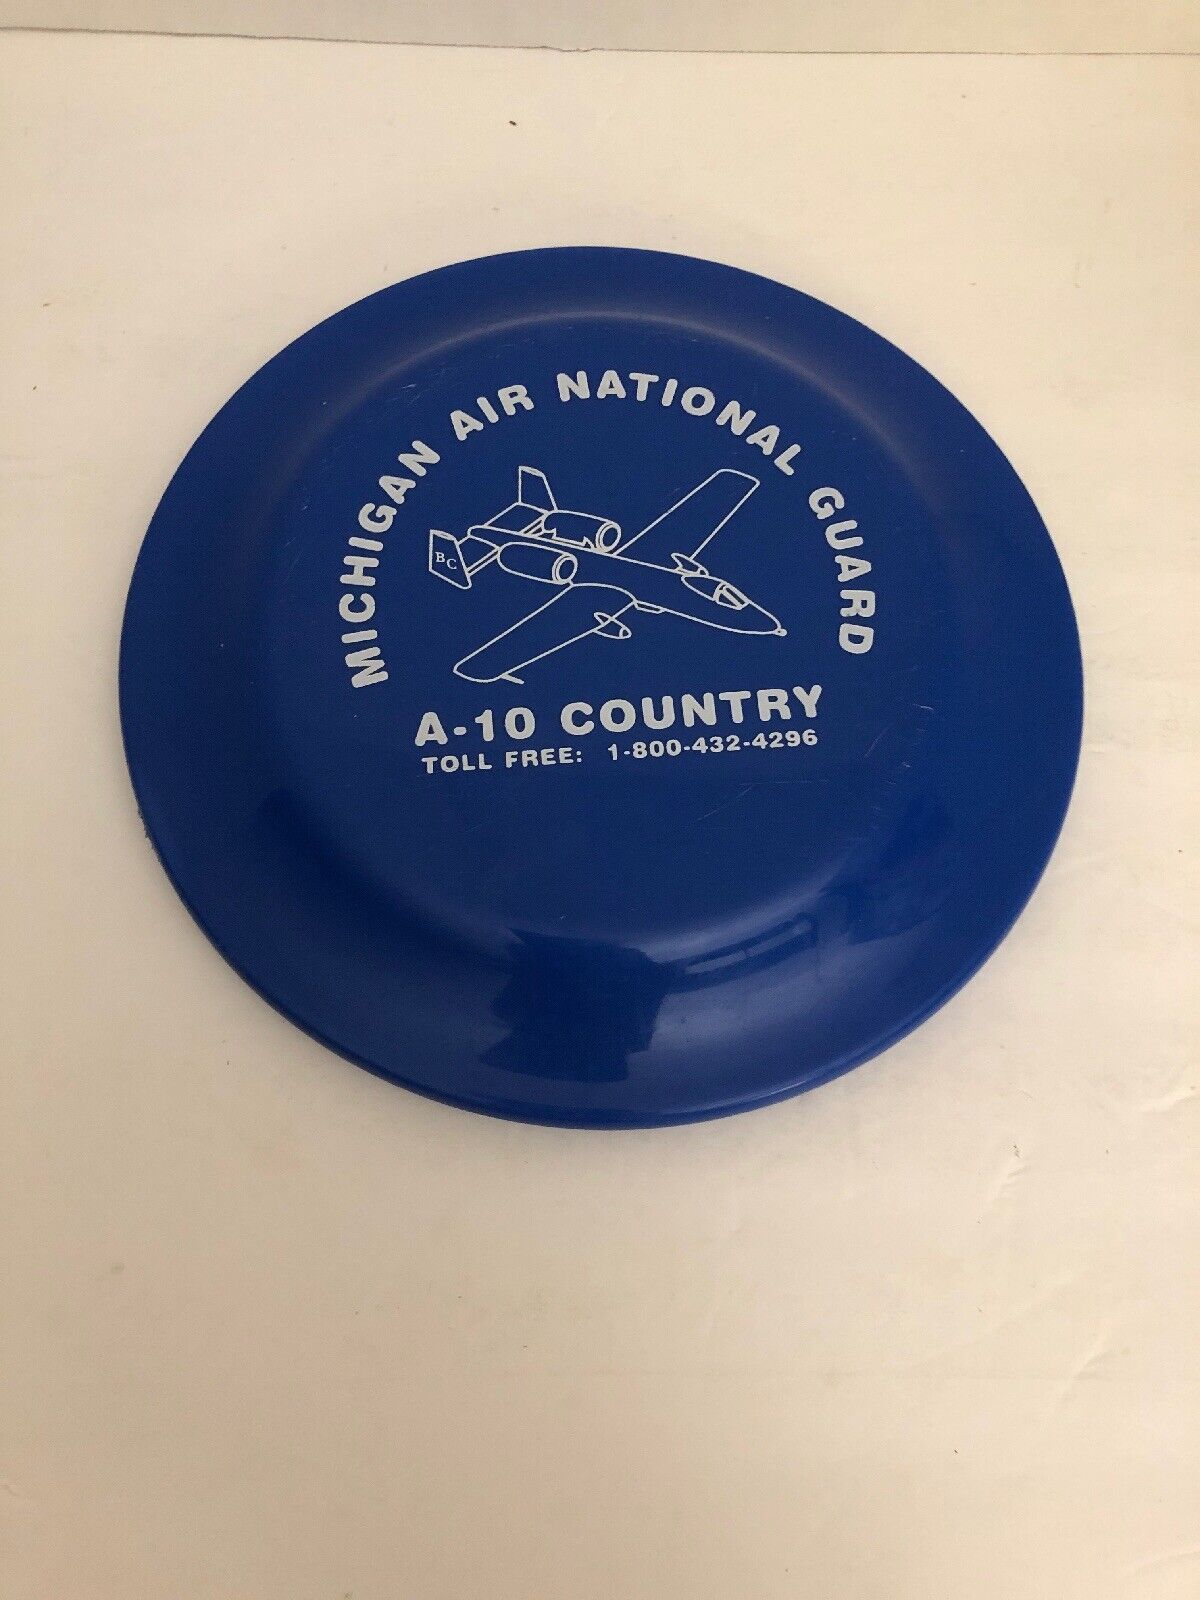 MICHIGAN AIR NATIONAL GUARD
BC
A-10 COUNTRY
TOLL FREE: 1-800-432-4296